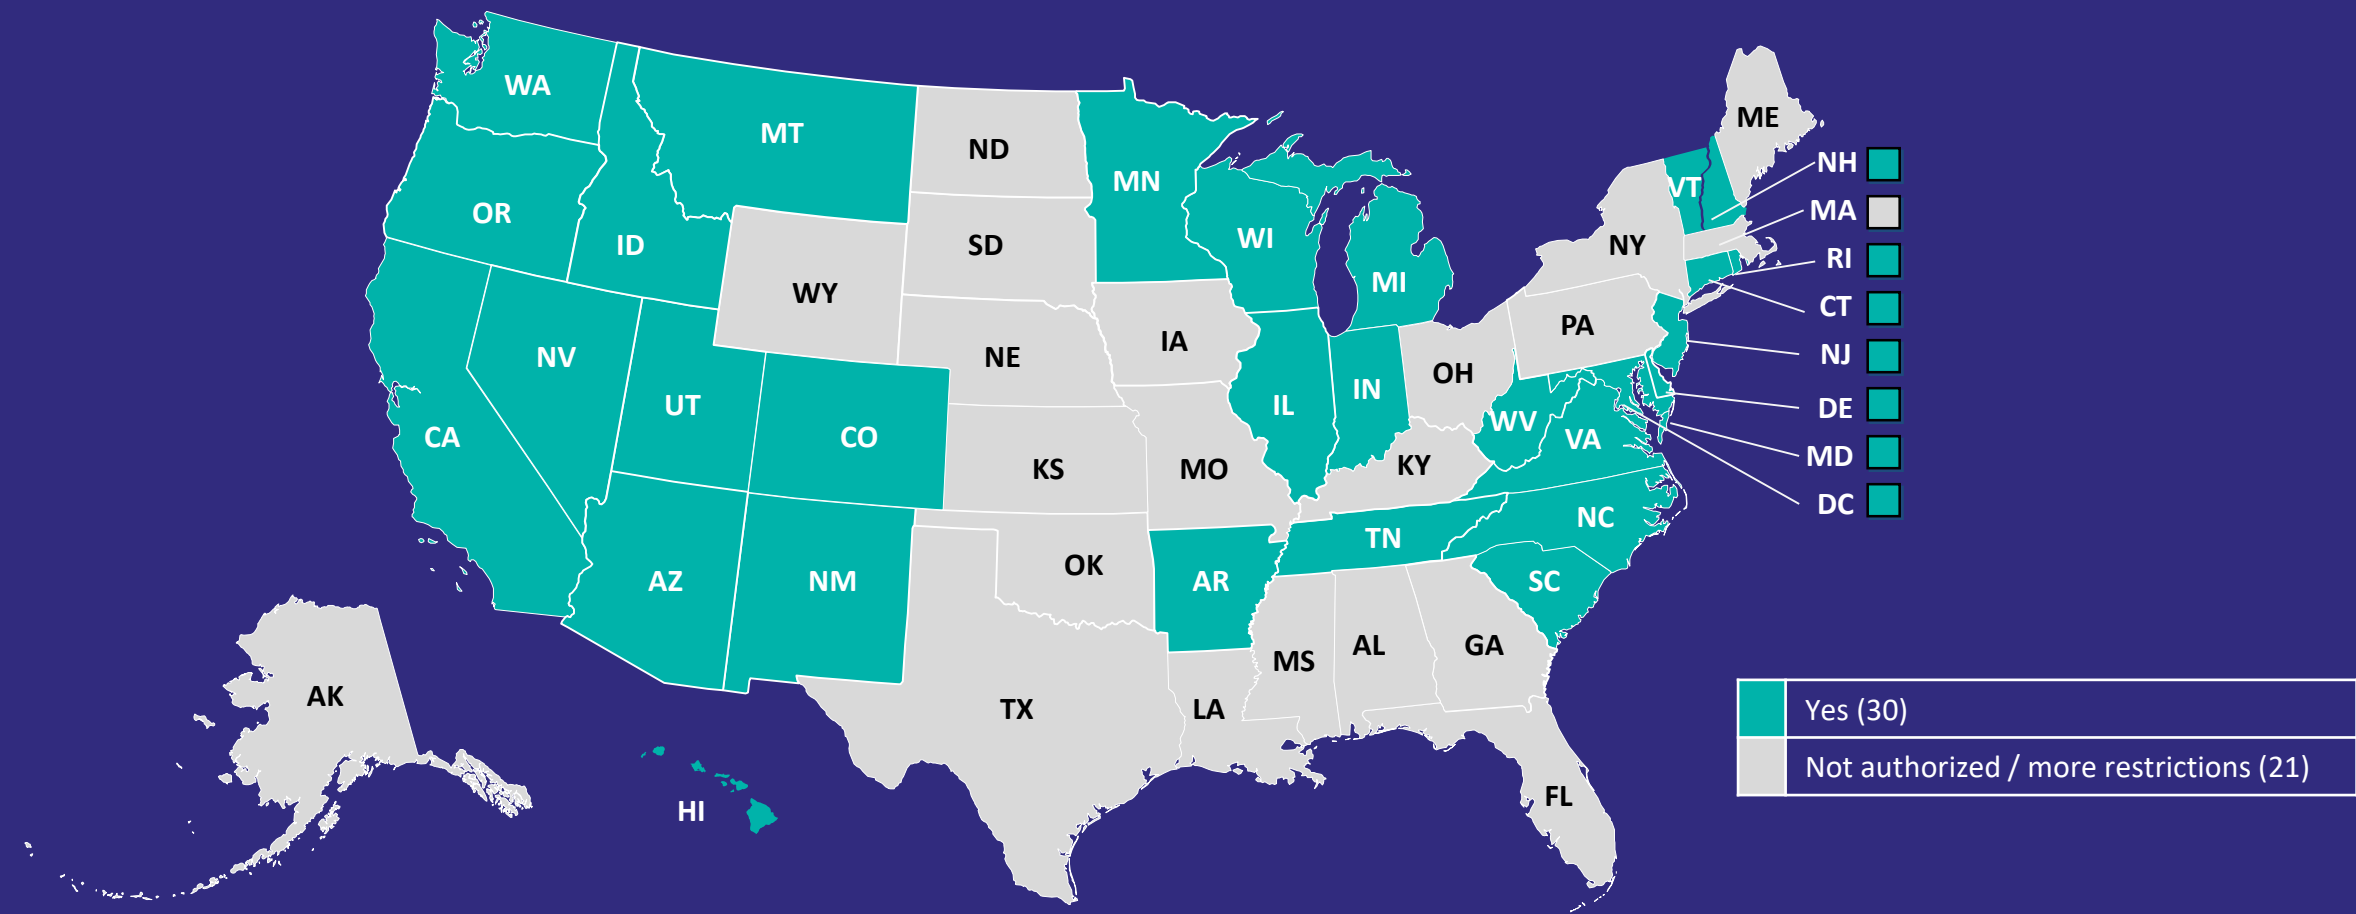 WA
MT
ND
MN
ME
OR
ID
SD
WI
MI
NY
VT
NH
MA
RI
CT
NJ
DE
MD
DC
WY
NE
IA
PA
NV
UT
CO
IL
IN
OH
WV
VA
CA
KS
MO
KY
NC
TN
AZ
NM
OK
AR
SC
MS
AL
GA
AK
TX
LA
FL
HI
Yes (30)
Not authorized / more restrictions (21)